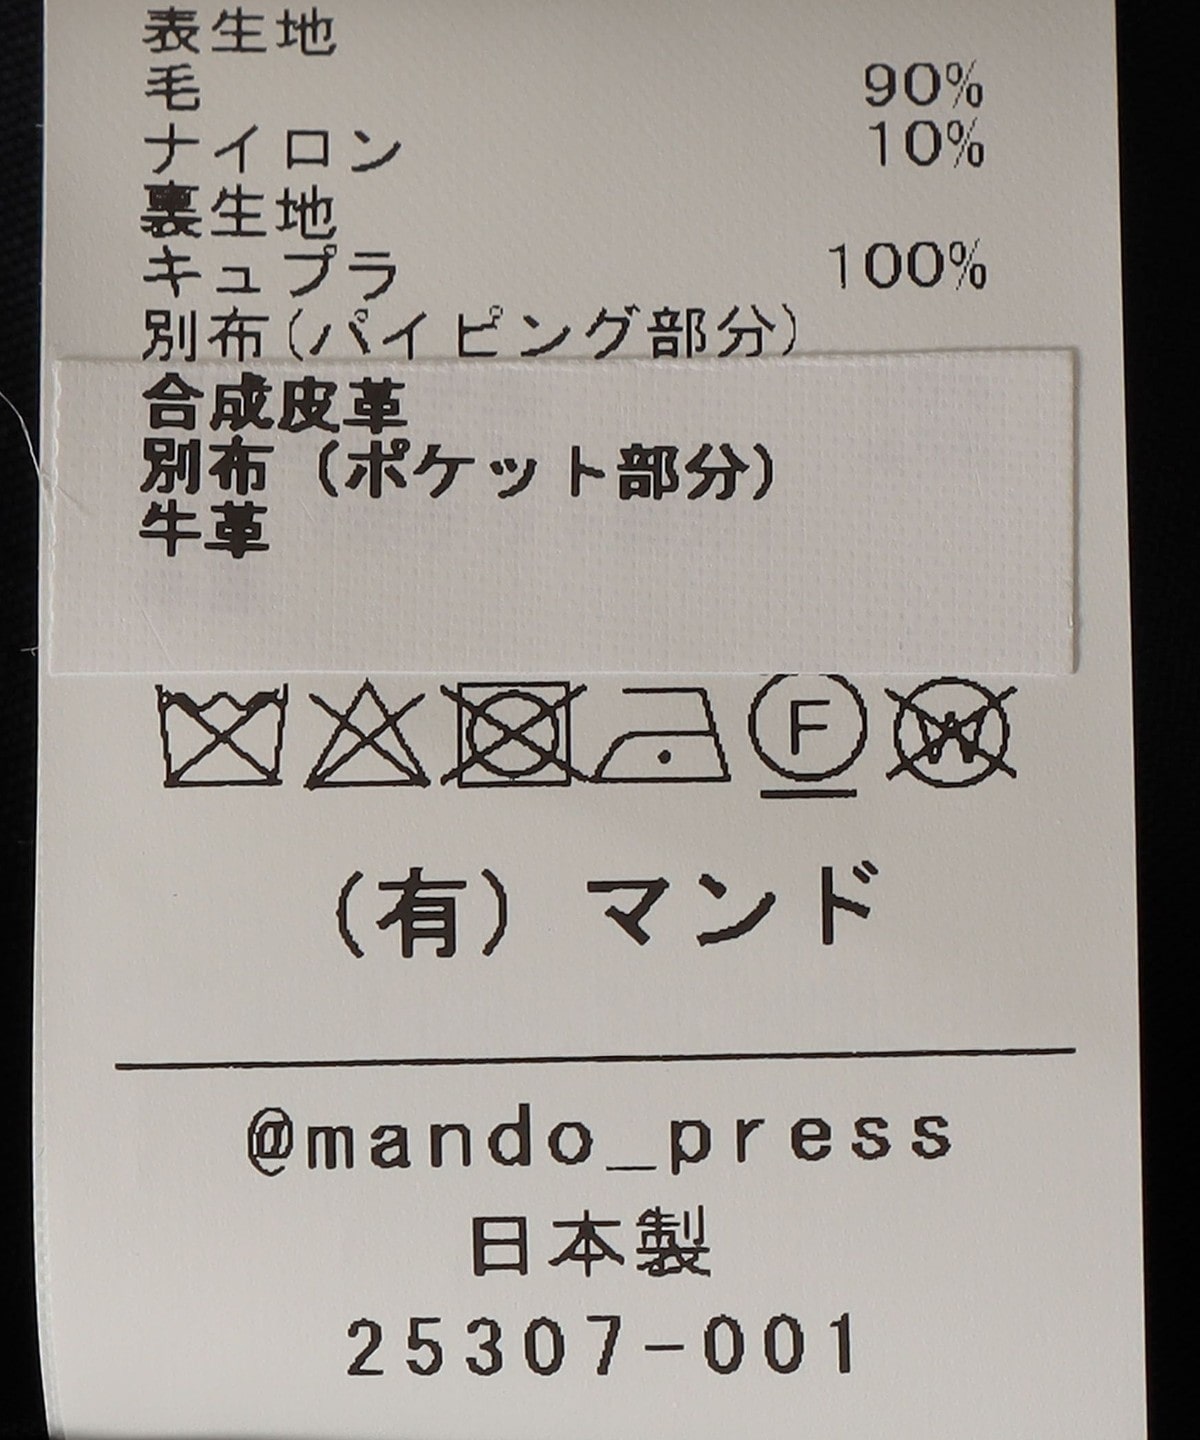 表生地
毛 90%
ナイロン 10%
裏生地
キュプラ 100%
別布(パイピング部分)
合成皮革
別布 (ポケット部分)
牛革
F W
(有) マンド
@mando_press
日本製
25307-001